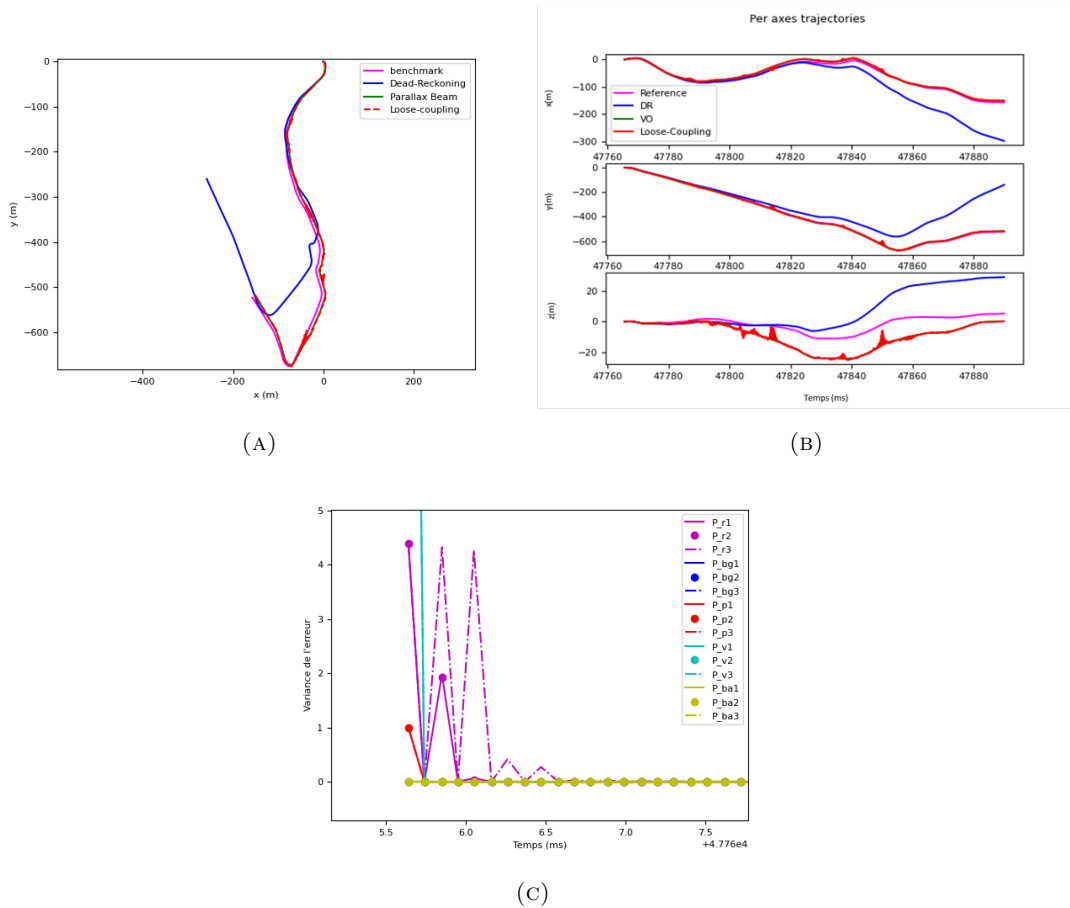 Per axes trajectories
0
−100
−200
−300
−400
−500
−600
y (m)
−400
−200
0
200
x (m)
benchmark
Dead-Reckoning
Parallax Beam
Loose-coupling
(A)
0
−100
−200
−300
x(m)
Reference
DR
VO
Loose-Coupling
47760
47780
47800
47820
47840
47860
47880
0
−200
−400
−600
y(m)
47760
47780
47800
47820
47840
47860
47880
20
0
−20
z(m)
47760
47780
47800
47820
47840
47860
47880
Temps (ms)
(B)
5
4
3
2
1
0
Variance de l'erreur
P_r1
P_r2
P_r3
P_bg1
P_bg2
P_bg3
P_p1
P_p2
P_p3
P_v1
P_v2
P_v3
P_ba1
P_ba2
P_ba3
5.5
6.0
6.5
7.0
7.5
+4.776e4
Temps (ms)
(C)